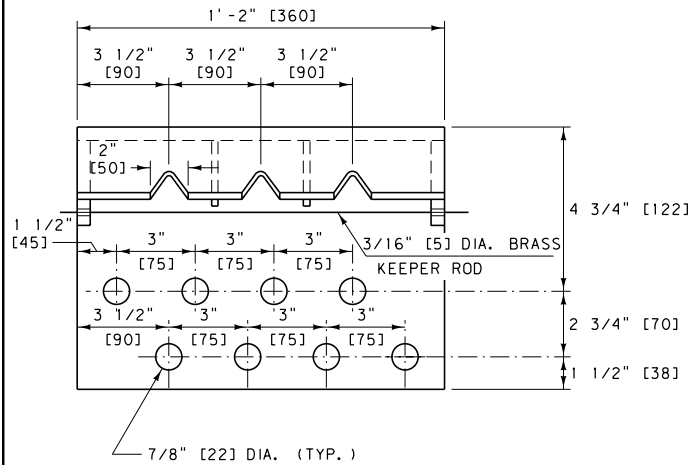 1'-2" [360]
3 1/2" 3 1/2" 3 1/2"
[90] [90] [90]
2"
[50]
4 3/4" [122]
1 1/2"
[45]
3" 3" 3"
[75] [75] [75]
3/16" [5] DIA. BRASS
KEEPER ROD
3 1/2" 3" 3" 3"
[90] [75] [75] [75]
2 3/4" [70]
1 1/2" [38]
7/8" [22] DIA. (TYP.)